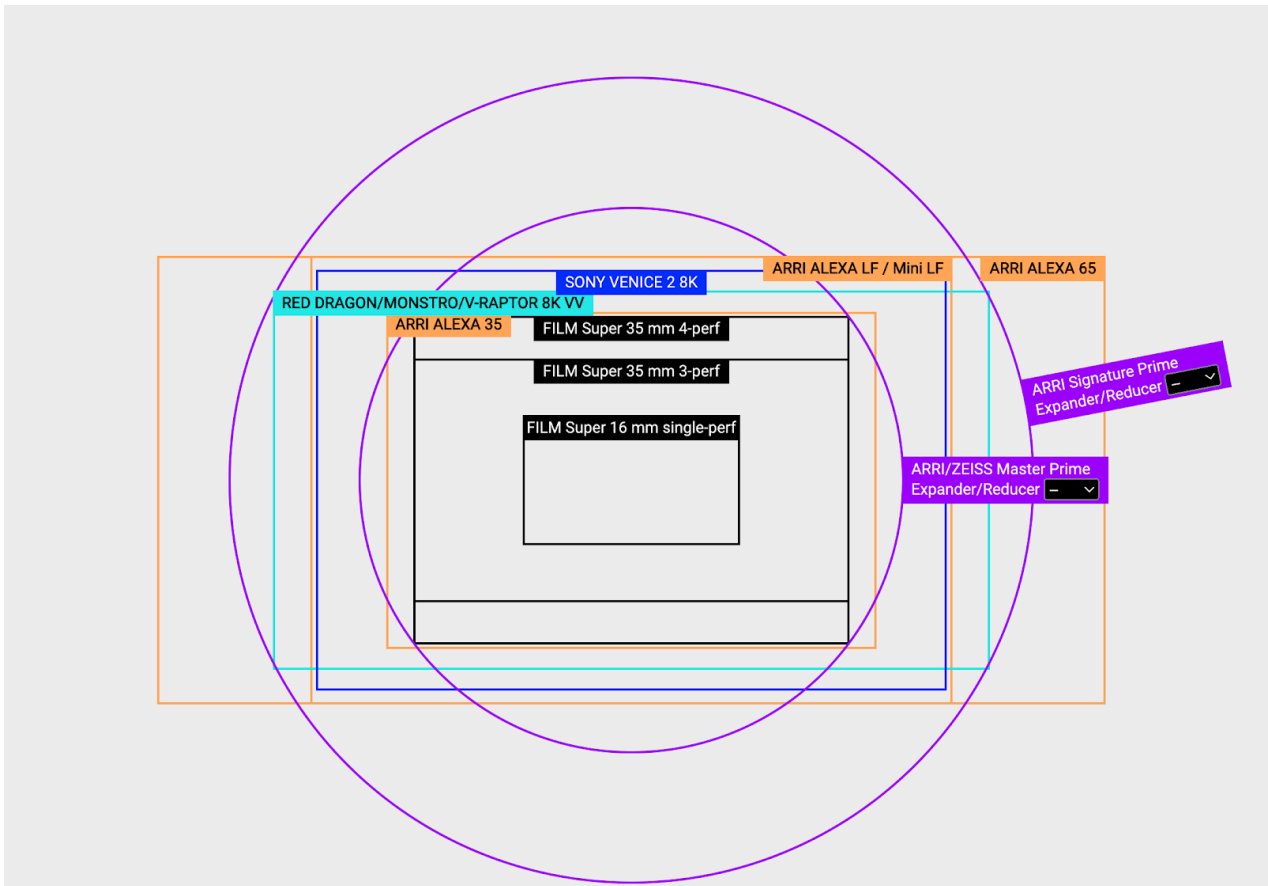 ARRI ALEXA LF / Mini LF
ARRI ALEXA 65
SONY VENICE 2 8K
RED DRAGON/MONSTRO/V-RAPTOR 8K VV
ARRI ALEXA 35
FILM Super 35 mm 4-perf
FILM Super 35 mm 3-perf
ARRI Signature Prime
Expander/Reducer –
FILM Super 16 mm single-perf
ARRI/ZEISS Master Prime
Expander/Reducer –